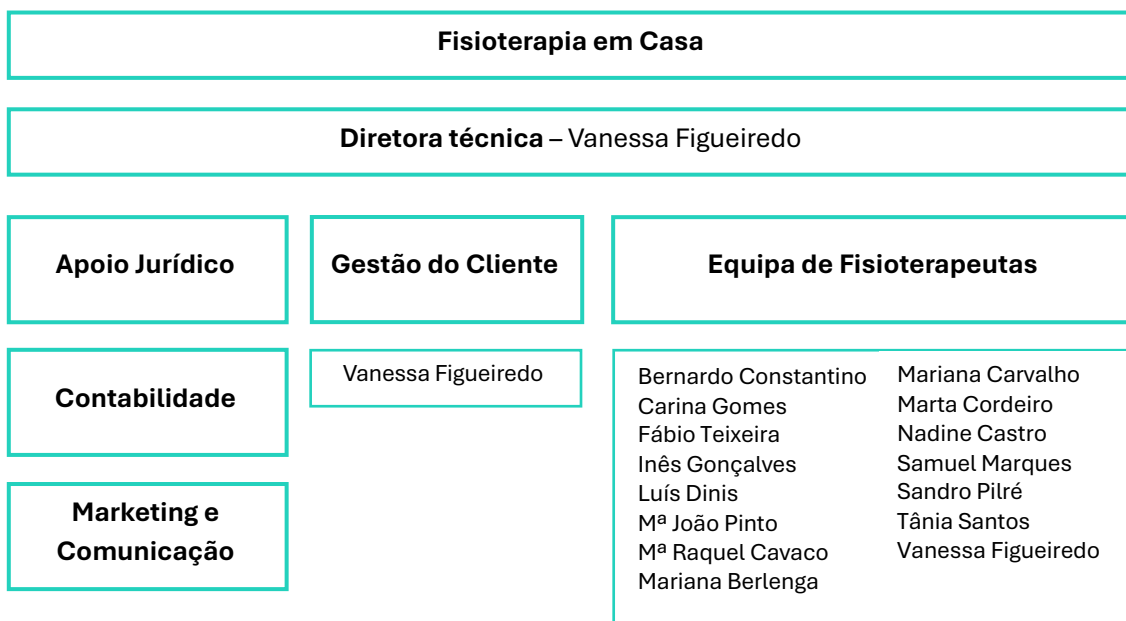 Fisioterapia em Casa
Diretora técnica – Vanessa Figueiredo
Apoio Jurídico
Gestão do Cliente
Equipa de Fisioterapeutas
Contabilidade
Marketing e
Comunicação
Vanessa Figueiredo
Bernardo Constantino
Carina Gomes
Fábio Teixeira
Inês Gonçalves
Luís Dinis
Mª João Pinto
Mª Raquel Cavaco
Mariana Berlenga
Mariana Carvalho
Marta Cordeiro
Nadine Castro
Samuel Marques
Sandro Pilré
Tânia Santos
Vanessa Figueiredo